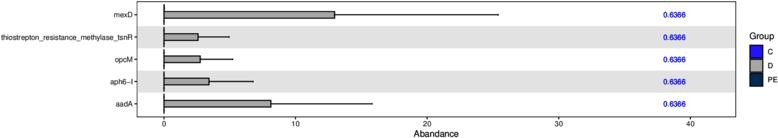 mexD 0.6366
thiostrepton_resistance_methylase_tsnR 0.6366
opcM 0.6366
aph6-I 0.6366
aadA 0.6366
0 10 20 30 40
Abandance
Group
C
D
PE